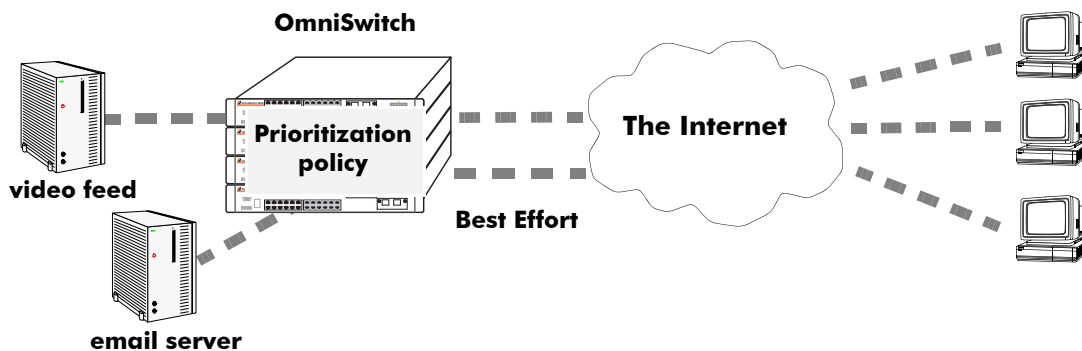 OmniSwitch
Prioritization
policy
The Internet
video feed
Best Effort
email server